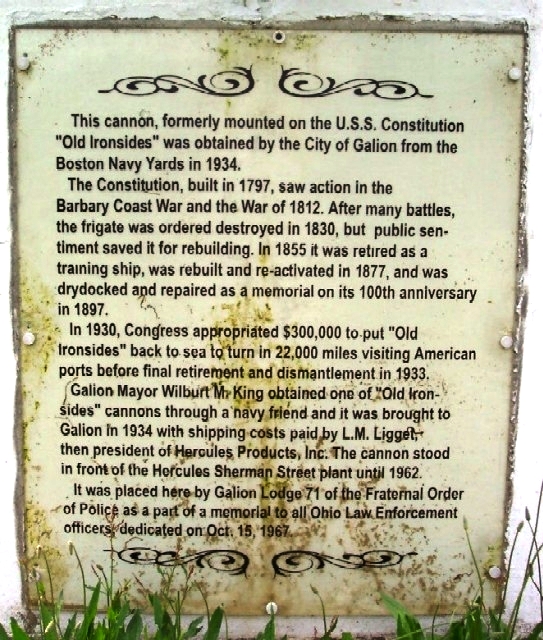 This cannon, formerly mounted on the U.S.S. Constitution
"Old Ironsides" was obtained by the City of Galion from the
Boston Navy Yards in 1934.
The Constitution, built in 1797, saw action in the
Barbary Coast War and the War of 1812. After many battles,
the frigate was ordered destroyed in 1830, but public sen-
timent saved it for rebuilding. In 1855 it was retired as a
training ship, was rebuilt and re-activated in 1877, and was
drydocked and repaired as a memorial on its 100th anniversary
in 1897.
In 1930, Congress appropriated $300,000 to put "Old
Ironsides" back to sea to turn in 22,000 miles visiting American
ports before final retirement and dismantlement in 1933.
Galion Mayor Wilburt M. King obtained one of "Old Iron-
sides" cannons through a navy friend and it was brought to
Galion in 1934 with shipping costs paid by L.M. Ligget,
then president of Hercules Products, Inc. The cannon stood
in front of the Hercules Sherman Street plant until 1962.
It was placed here by Galion Lodge 71 of the Fraternal Order
of Police as a part of a memorial to all Ohio Law Enforcement
officers, dedicated on Oct. 15, 1967.